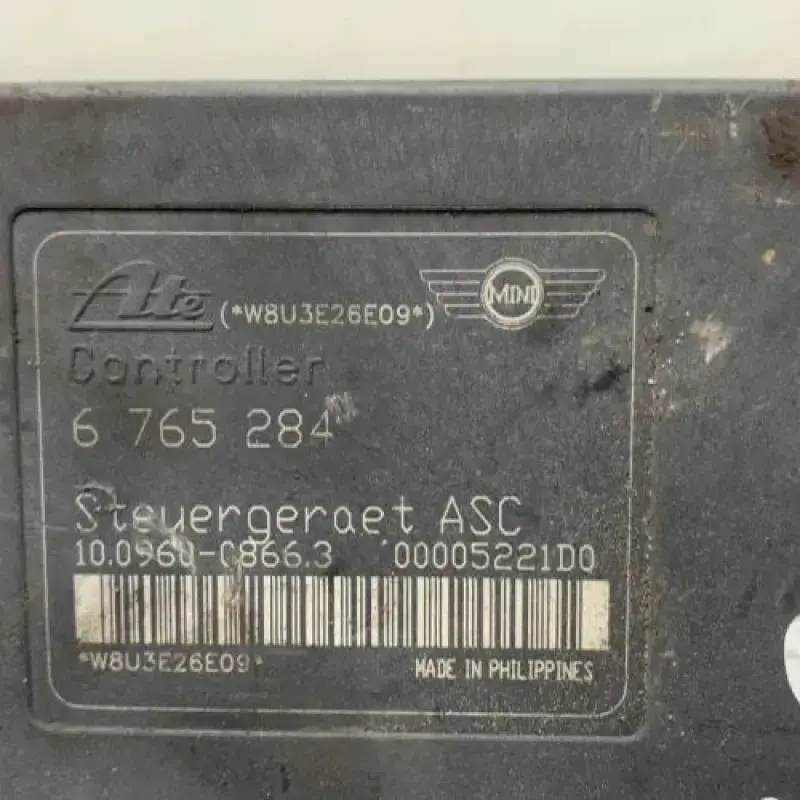 Ate (*W8U3E26E09*) MINI
Controller
6 765 284
Steuergeraet ASC
10.0960-0866.3 00005221D0
*W8U3E26E09*
MADE IN PHILIPPINES